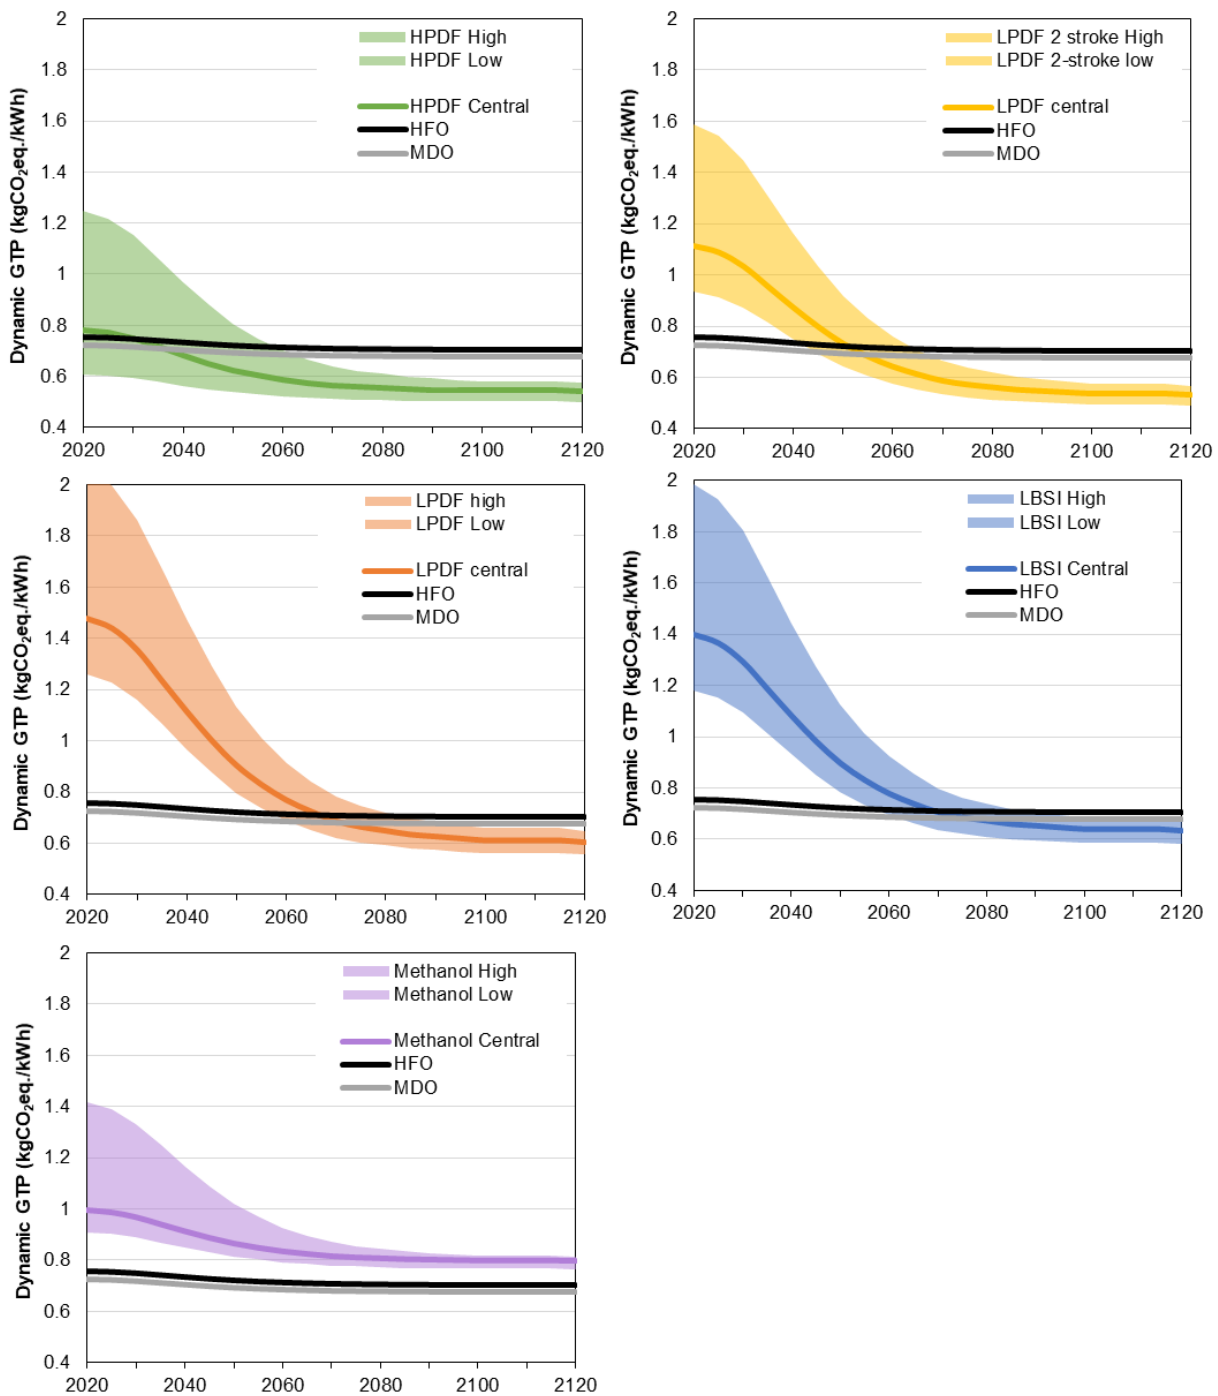 Dynamic GTP (kgCO₂eq./kWh)
2
1.8
1.6
1.4
1.2
1
0.8
0.6
0.4
2020 2040 2060 2080 2100 2120
HPDF High
HPDF Low
HPDF Central
HFO
MDO
Dynamic GTP (kgCO₂eq./kWh)
2
1.8
1.6
1.4
1.2
1
0.8
0.6
0.4
2020 2040 2060 2080 2100 2120
LPDF 2 stroke High
LPDF 2-stroke low
LPDF central
HFO
MDO
Dynamic GTP (kgCO₂eq./kWh)
2
1.8
1.6
1.4
1.2
1
0.8
0.6
0.4
2020 2040 2060 2080 2100 2120
LPDF high
LPDF Low
LPDF central
HFO
MDO
Dynamic GTP (kgCO₂eq./kWh)
2
1.8
1.6
1.4
1.2
1
0.8
0.6
0.4
2020 2040 2060 2080 2100 2120
LBSI High
LBSI Low
LBSI Central
HFO
MDO
Dynamic GTP (kgCO₂eq./kWh)
2
1.8
1.6
1.4
1.2
1
0.8
0.6
0.4
2020 2040 2060 2080 2100 2120
Methanol High
Methanol Low
Methanol Central
HFO
MDO